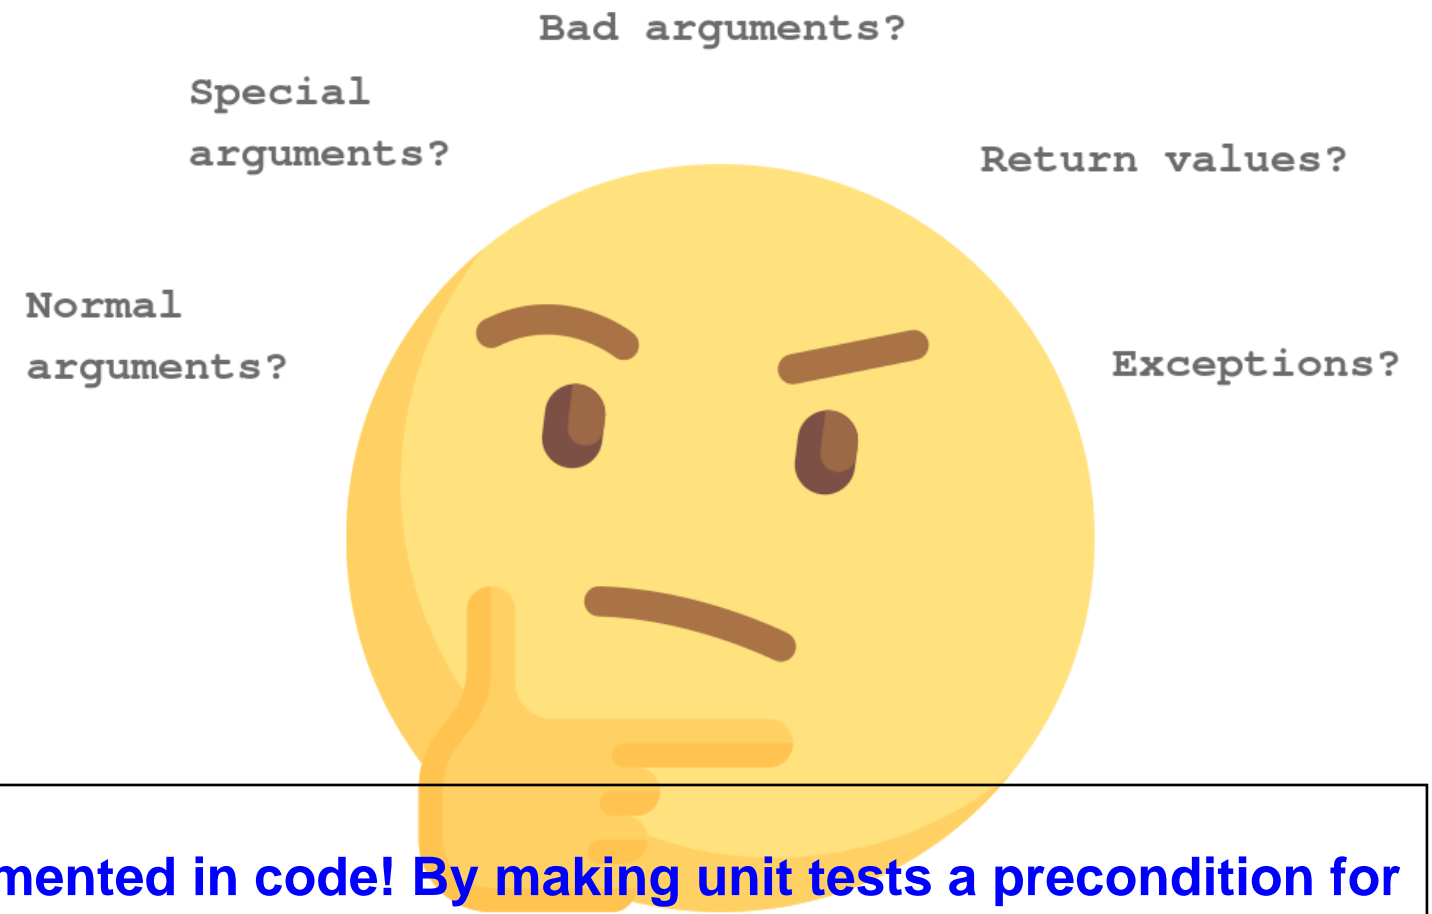 Bad arguments?
Special
arguments?
Return values?
Normal
arguments?
Exceptions?
mented in code! By making unit tests a precondition for